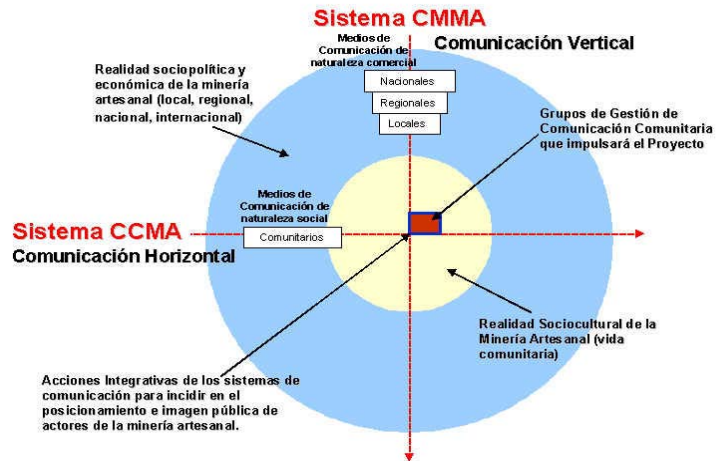 Sistema CMMA
Medios de
Comunicación de
naturaleza comercial
Comunicación Vertical
Nacionales
Regionales
Locales
Realidad sociopolítica y
económica de la minería
artesanal (local, regional,
nacional, internacional)
Grupos de Gestión de
Comunicación Comunitaria
que impulsará el Proyecto
Medios de
Comunicación de
naturaleza social
Sistema CCMA
Comunitarios
Comunicación Horizontal
Realidad Sociocultural de la
Minería Artesanal (vida
comunitaria)
Acciones Integrativas de los sistemas de
comunicación para incidir en el
posicionamiento e imagen pública de
actores de la minería artesanal.